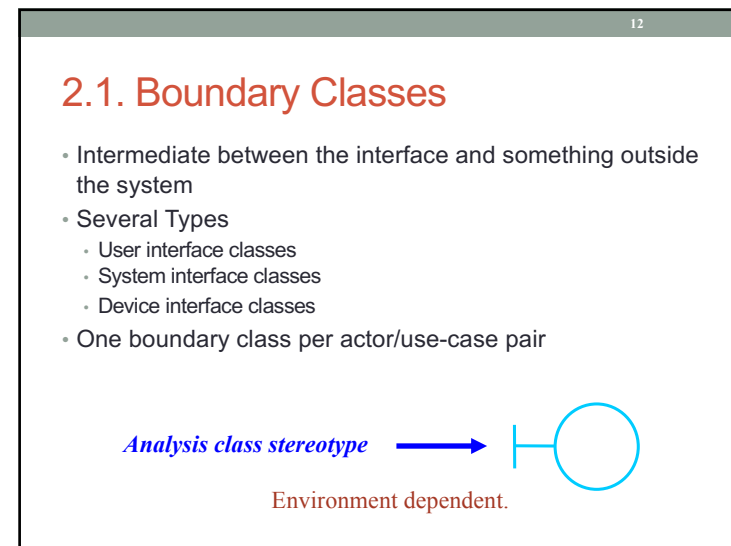 12
2.1. Boundary Classes
• Intermediate between the interface and something outside
the system
• Several Types
• User interface classes
• System interface classes
• Device interface classes
• One boundary class per actor/use-case pair
Analysis class stereotype
Environment dependent.